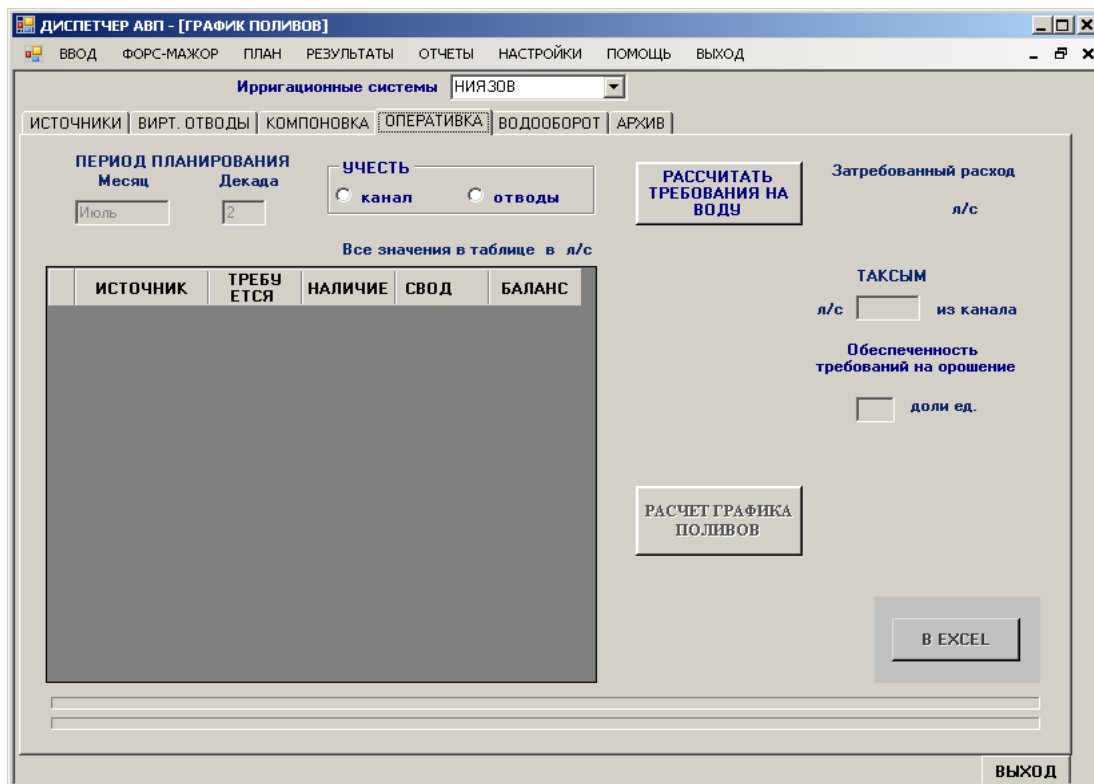 ДИСПЕТЧЕР АВП - [ГРАФИК ПОЛИВОВ]
ВВОД ФОРС-МАЖОР ПЛАН РЕЗУЛЬТАТЫ ОТЧЕТЫ НАСТРОЙКИ ПОМОЩЬ ВЫХОД
Ирригационные системы НИЯЗОВ
ИСТОЧНИКИ ВИРТ. ОТВОДЫ КОМПОНОВКА ОПЕРАТИВКА ВОДООБОРОТ АРХИВ
ПЕРИОД ПЛАНИРОВАНИЯ
Месяц Декада
Июль 2
УЧЕСТЬ
канал отводы
РАССЧИТАТЬ
ТРЕБОВАНИЯ НА
ВОДУ
Затребованный расход
л/с
Все значения в таблице в л/с
ИСТОЧНИК ТРЕБУ
ЕТСЯ НАЛИЧИЕ СВОД БАЛАНС
ТАКСЫМ
л/с из канала
Обеспеченность
требований на орошение
доли ед.
РАСЧЕТ ГРАФИКА
ПОЛИВОВ
В EXCEL
ВЫХОД